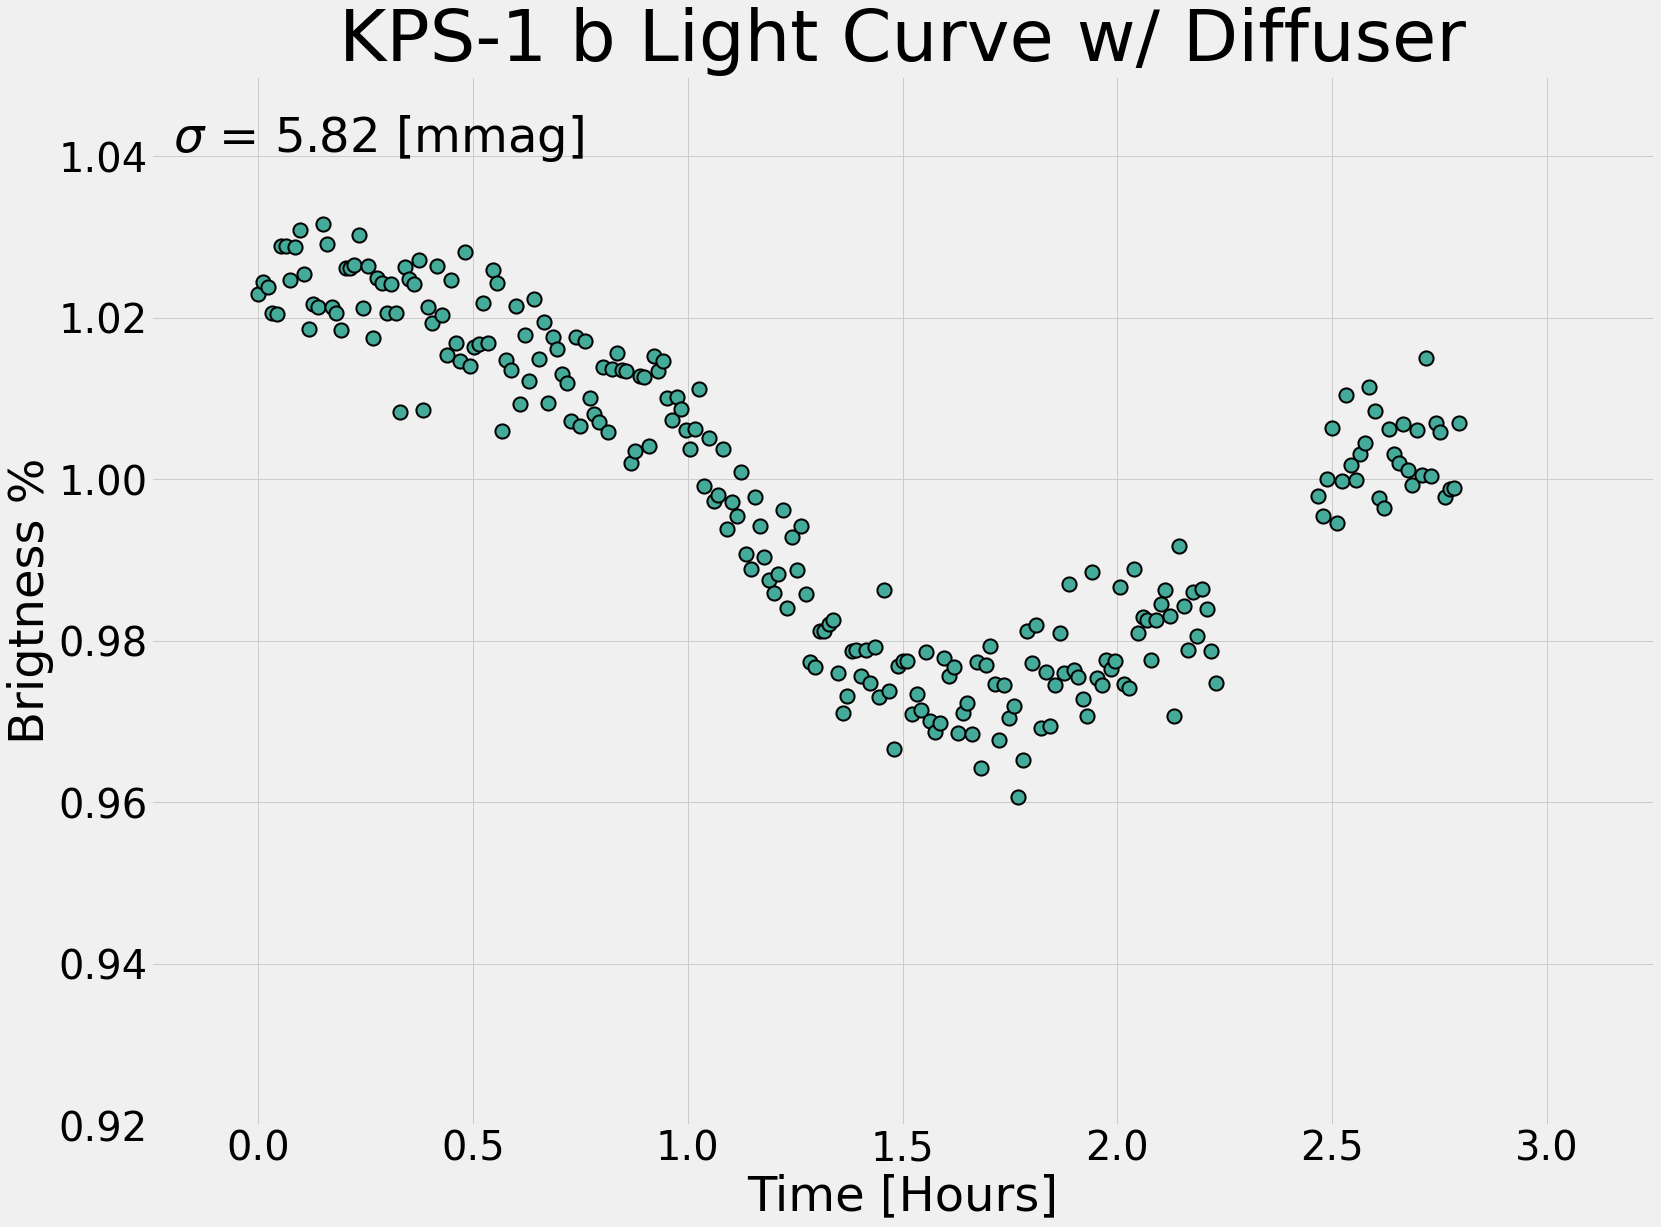 KPS-1 b Light Curve w/ Diffuser
σ = 5.82 [mmag]
1.04
1.02
1.00
0.98
0.96
0.94
0.92
Brigtness %
0.0 0.5 1.0 1.5 2.0 2.5 3.0
Time [Hours]